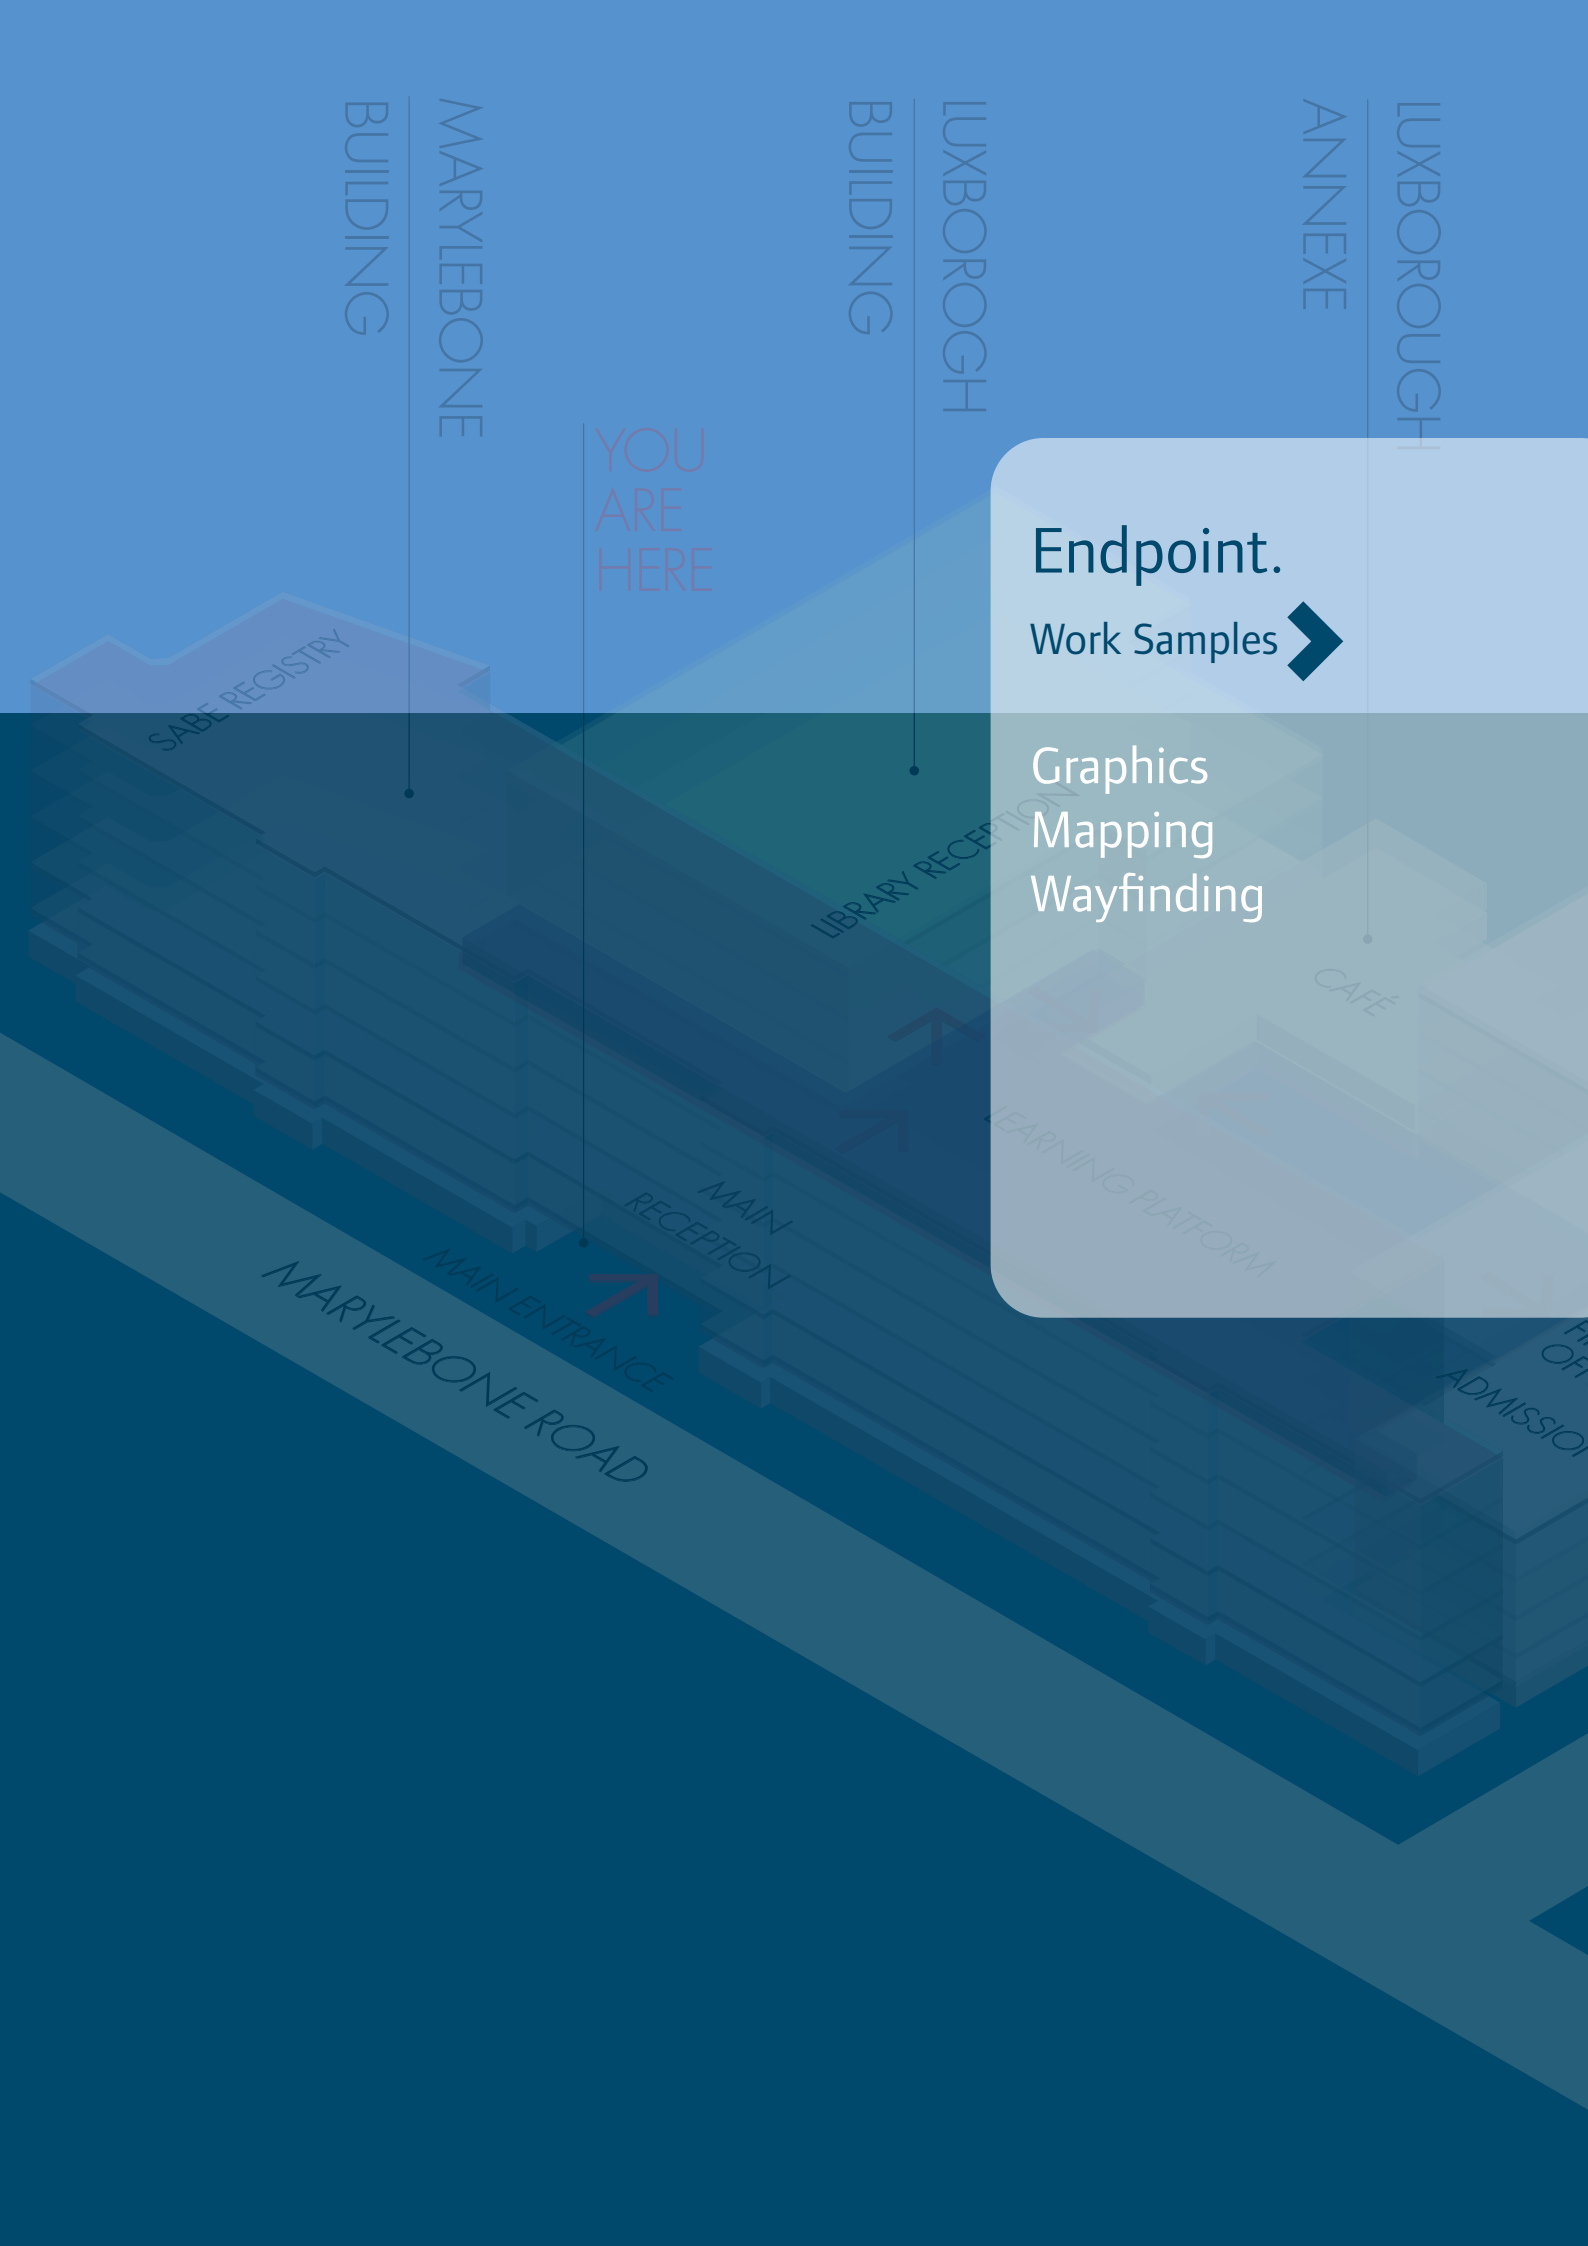 MARYLEBONE
BUILDING
LUXBOROGH
BUILDING
LUXBOROUGH
ANNEXE
YOU
ARE
HERE
Endpoint.
Work Samples
Graphics
Mapping
Wayfinding
SABE REGISTRY
LIBRARY RECEPTION
CAFÉ
LEARNING PLATFORM
MAIN
RECEPTION
MAIN ENTRANCE
MARYLEBONE ROAD